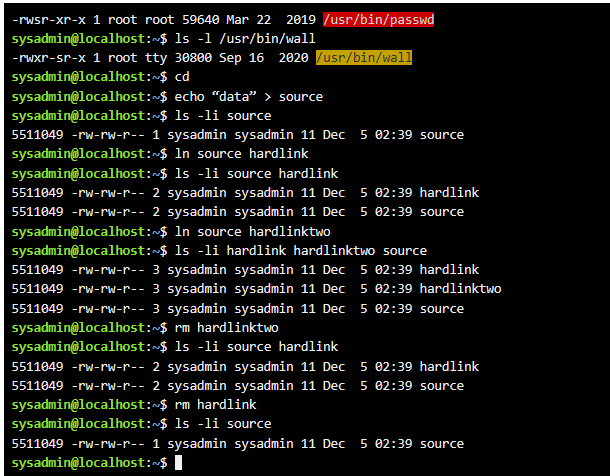 -rwsr-xr-x 1 root root 59640 Mar 22  2019 /usr/bin/passwd
sysadmin@localhost:~$ ls -l /usr/bin/wall
-rwxr-sr-x 1 root tty 30800 Sep 16  2020 /usr/bin/wall
sysadmin@localhost:~$ cd
sysadmin@localhost:~$ echo “data” > source
sysadmin@localhost:~$ ls -li source
5511049 -rw-rw-r-- 1 sysadmin sysadmin 11 Dec  5 02:39 source
sysadmin@localhost:~$ ln source hardlink
sysadmin@localhost:~$ ls -li source hardlink
5511049 -rw-rw-r-- 2 sysadmin sysadmin 11 Dec  5 02:39 hardlink
5511049 -rw-rw-r-- 2 sysadmin sysadmin 11 Dec  5 02:39 source
sysadmin@localhost:~$ ln source hardlinktwo
sysadmin@localhost:~$ ls -li hardlink hardlinktwo source
5511049 -rw-rw-r-- 3 sysadmin sysadmin 11 Dec  5 02:39 hardlink
5511049 -rw-rw-r-- 3 sysadmin sysadmin 11 Dec  5 02:39 hardlinktwo
5511049 -rw-rw-r-- 3 sysadmin sysadmin 11 Dec  5 02:39 source
sysadmin@localhost:~$ rm hardlinktwo
sysadmin@localhost:~$ ls -li source hardlink
5511049 -rw-rw-r-- 2 sysadmin sysadmin 11 Dec  5 02:39 hardlink
5511049 -rw-rw-r-- 2 sysadmin sysadmin 11 Dec  5 02:39 source
sysadmin@localhost:~$ rm hardlink
sysadmin@localhost:~$ ls -li source
5511049 -rw-rw-r-- 1 sysadmin sysadmin 11 Dec  5 02:39 source
sysadmin@localhost:~$